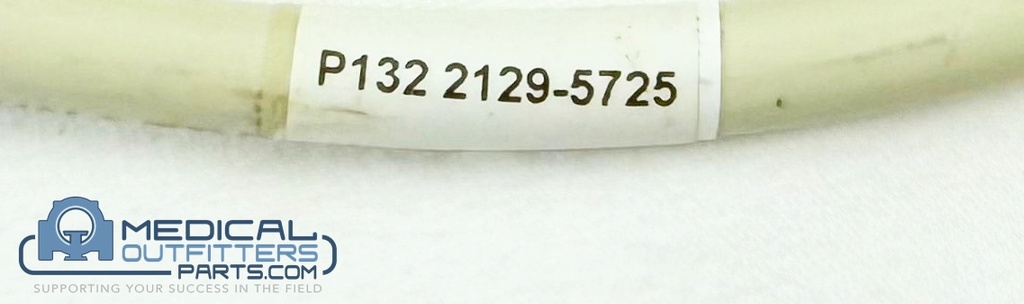 P132 2129-5725
MEDICAL
OUTFITTERS
PARTS.COM
SUPPORTING YOUR SUCCESS IN THE FIELD